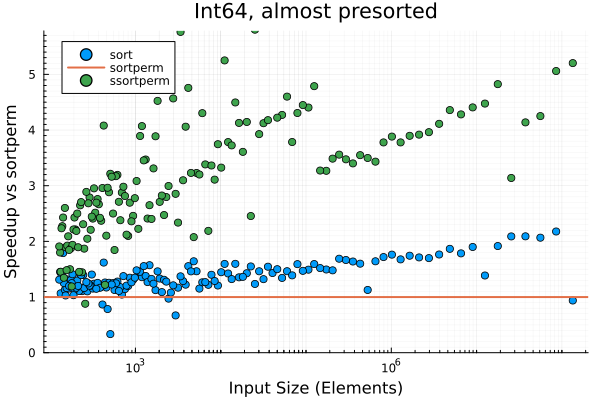 Int64, almost presorted
sort
sortperm
ssortperm
Speedup vs sortperm
5
4
3
2
1
0
10³
10⁶
Input Size (Elements)